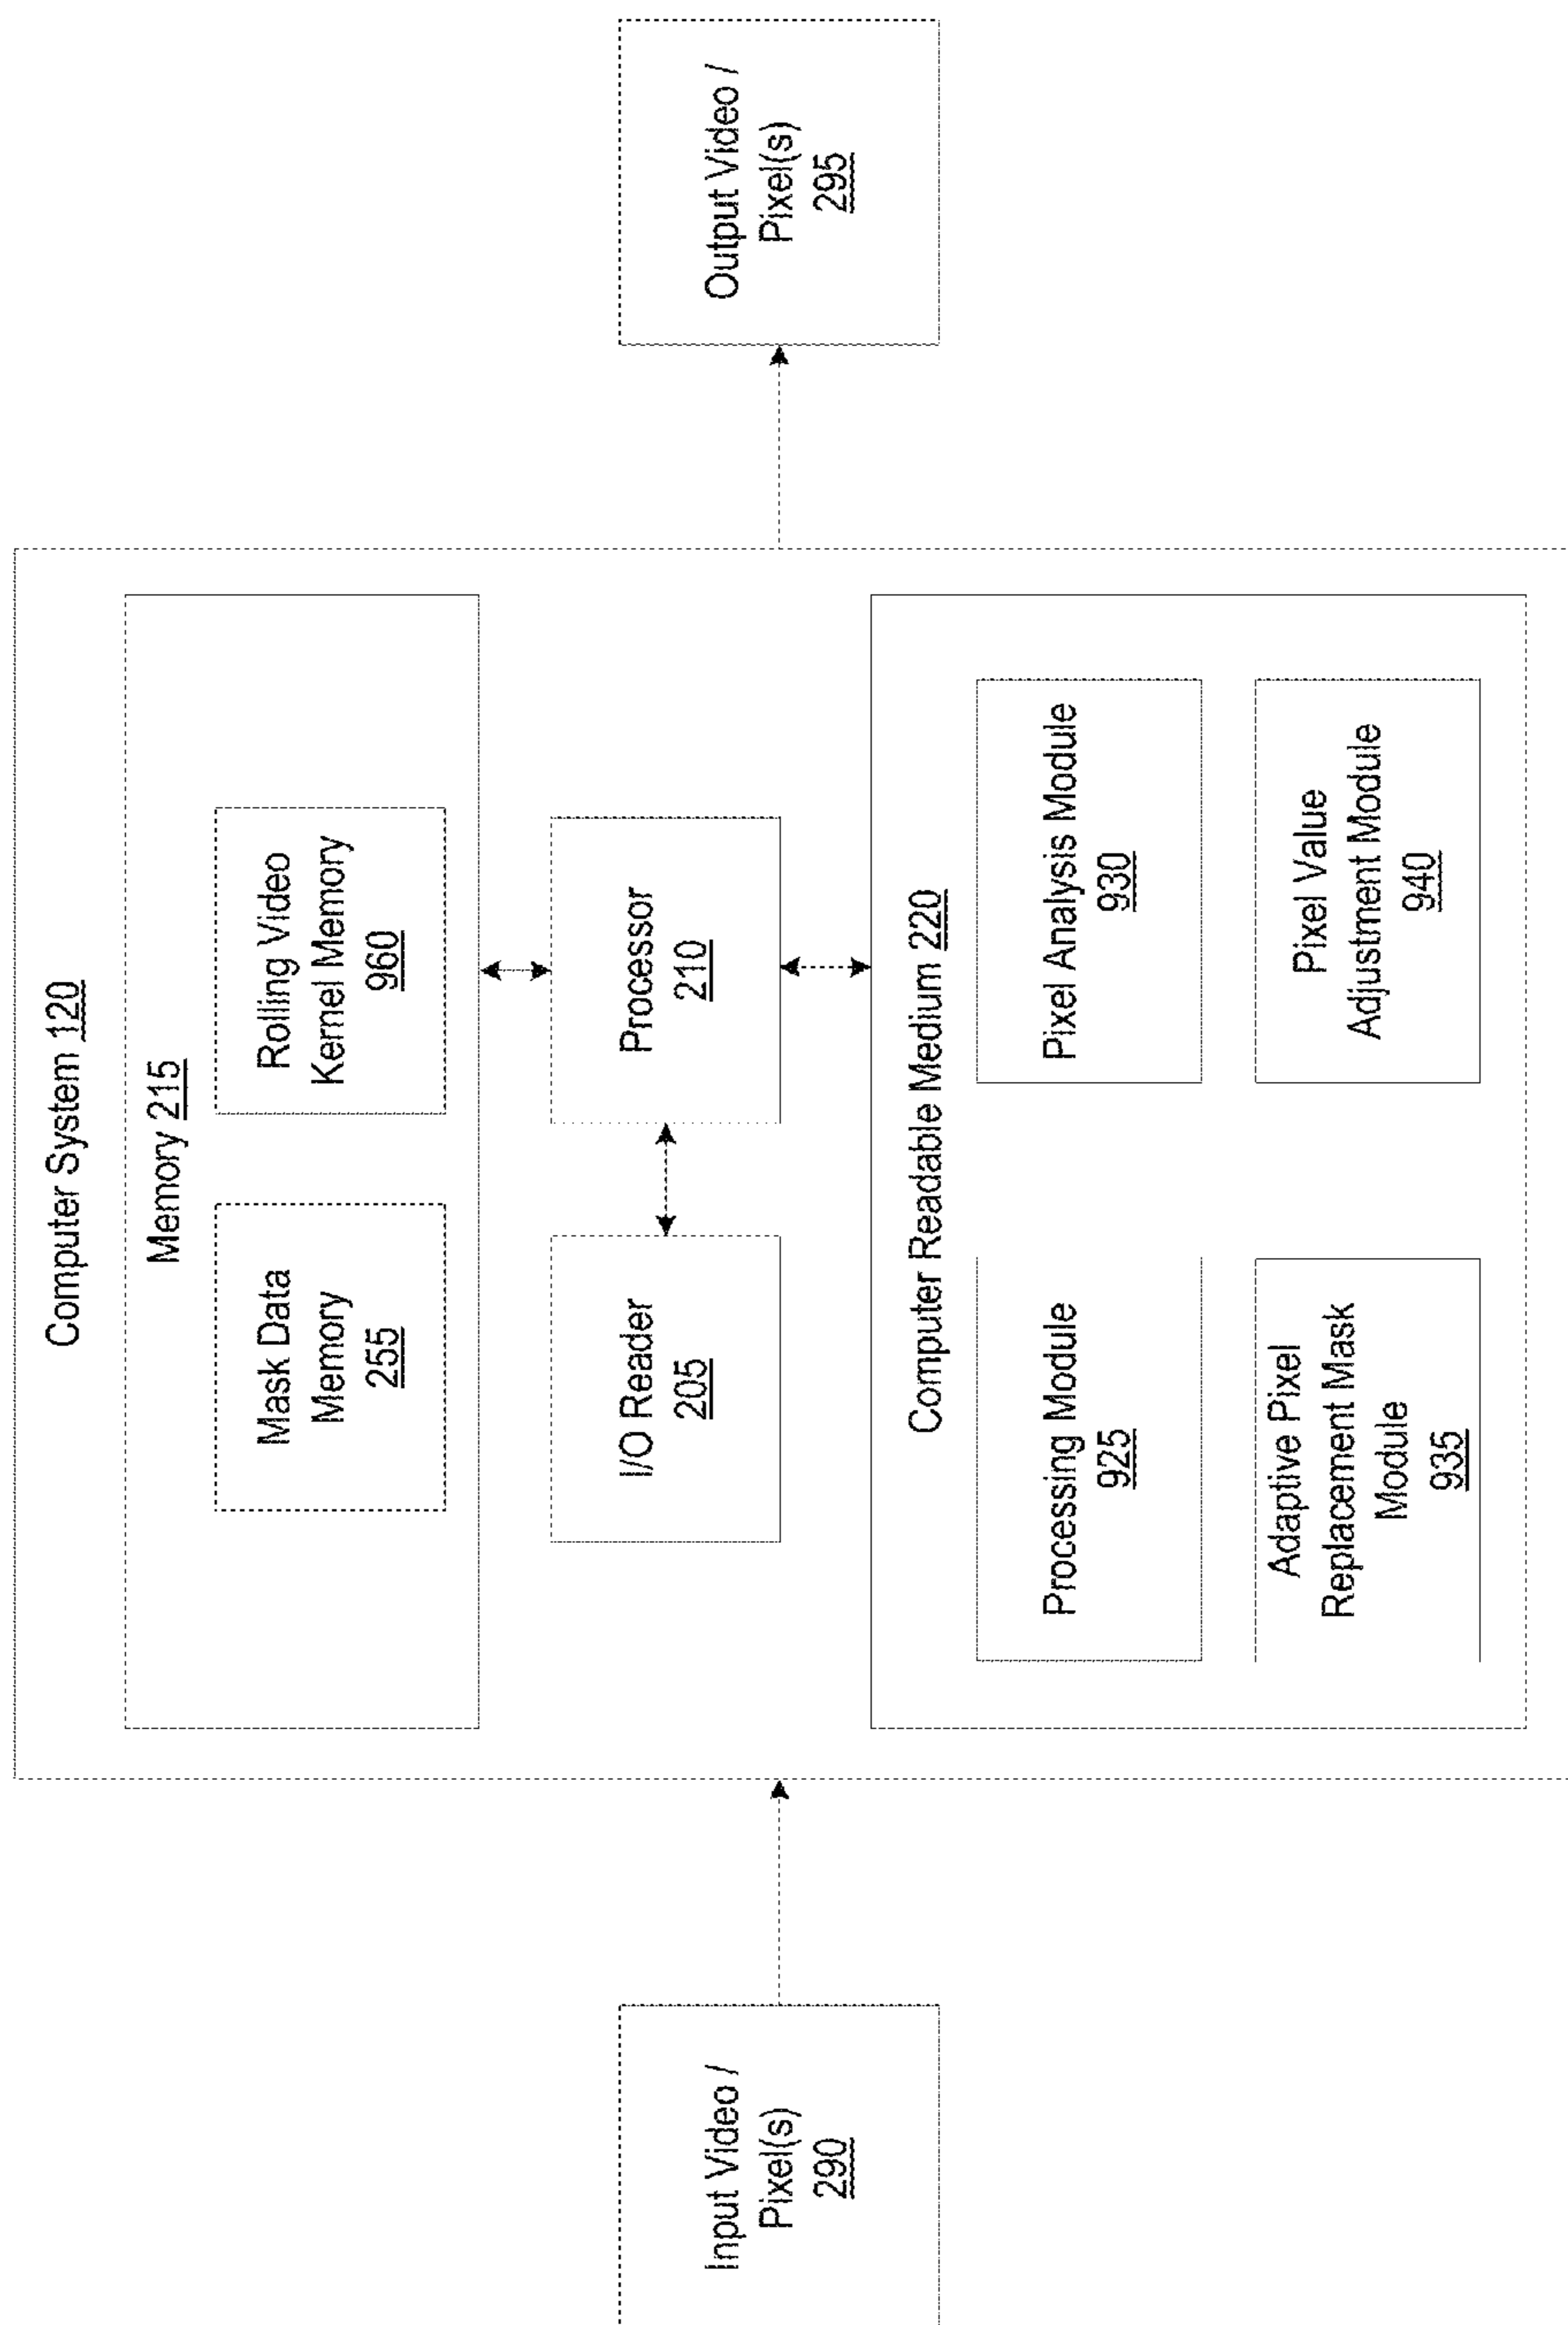 Input Video /
Pixel(s)
290
Computer System 120
Memory 215
Mask Data
Memory
255
Rolling Video
Kernel Memory
960
I/O Reader
205
Processor
210
Computer Readable Medium 220
Processing Module
925
Pixel Analysis Module
930
Adaptive Pixel
Replacement Mask
Module
935
Pixel Value
Adjustment Module
940
Output Video /
Pixel(s)
295